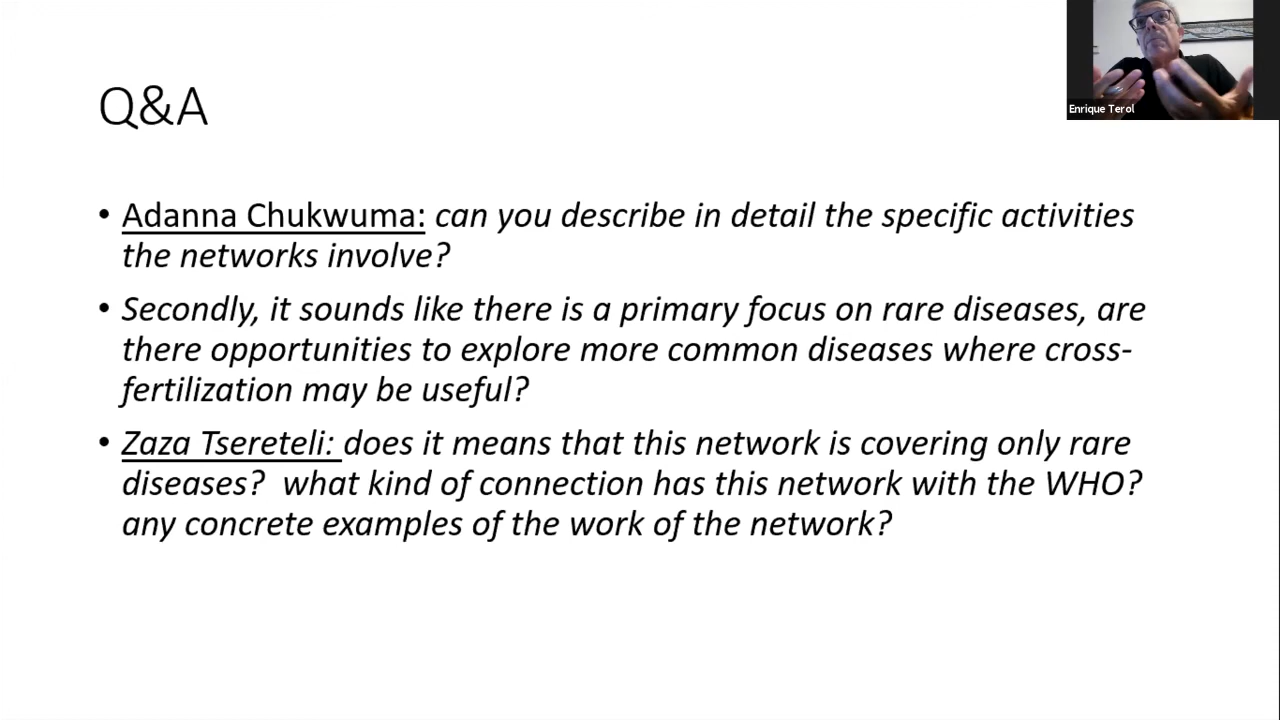 Enrique Terol
Q&A
• Adanna Chukwuma: can you describe in detail the specific activities
the networks involve?
• Secondly, it sounds like there is a primary focus on rare diseases, are
there opportunities to explore more common diseases where cross-
fertilization may be useful?
• Zaza Tsereteli: does it means that this network is covering only rare
diseases?  what kind of connection has this network with the WHO?
any concrete examples of the work of the network?